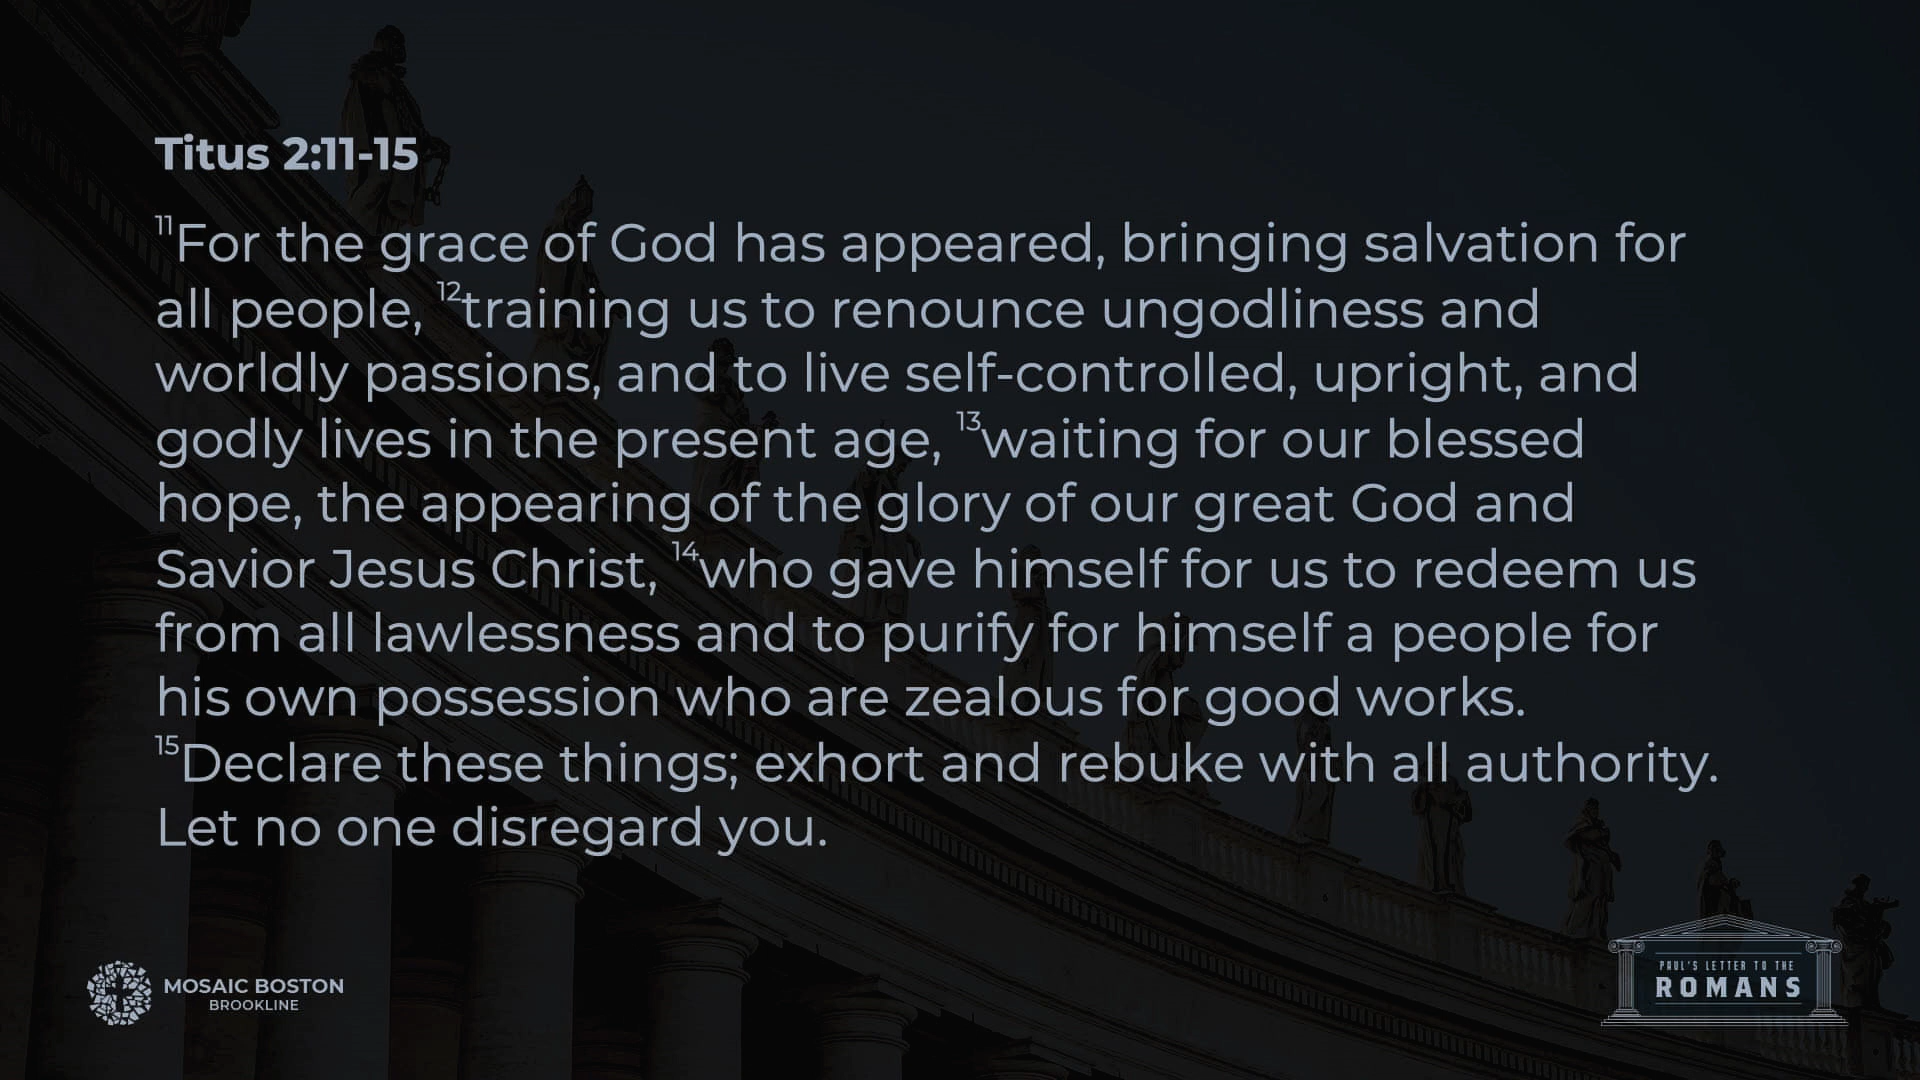 Titus 2:11-15
11For the grace of God has appeared, bringing salvation for
all people, 12training us to renounce ungodliness and
worldly passions, and to live self-controlled, upright, and
godly lives in the present age, 13waiting for our blessed
hope, the appearing of the glory of our great God and
Savior Jesus Christ, 14who gave himself for us to redeem us
from all lawlessness and to purify for himself a people for
his own possession who are zealous for good works.
15Declare these things; exhort and rebuke with all authority.
Let no one disregard you.
MOSAIC BOSTON
BROOKLINE
PAUL'S LETTER TO THE
ROMANS